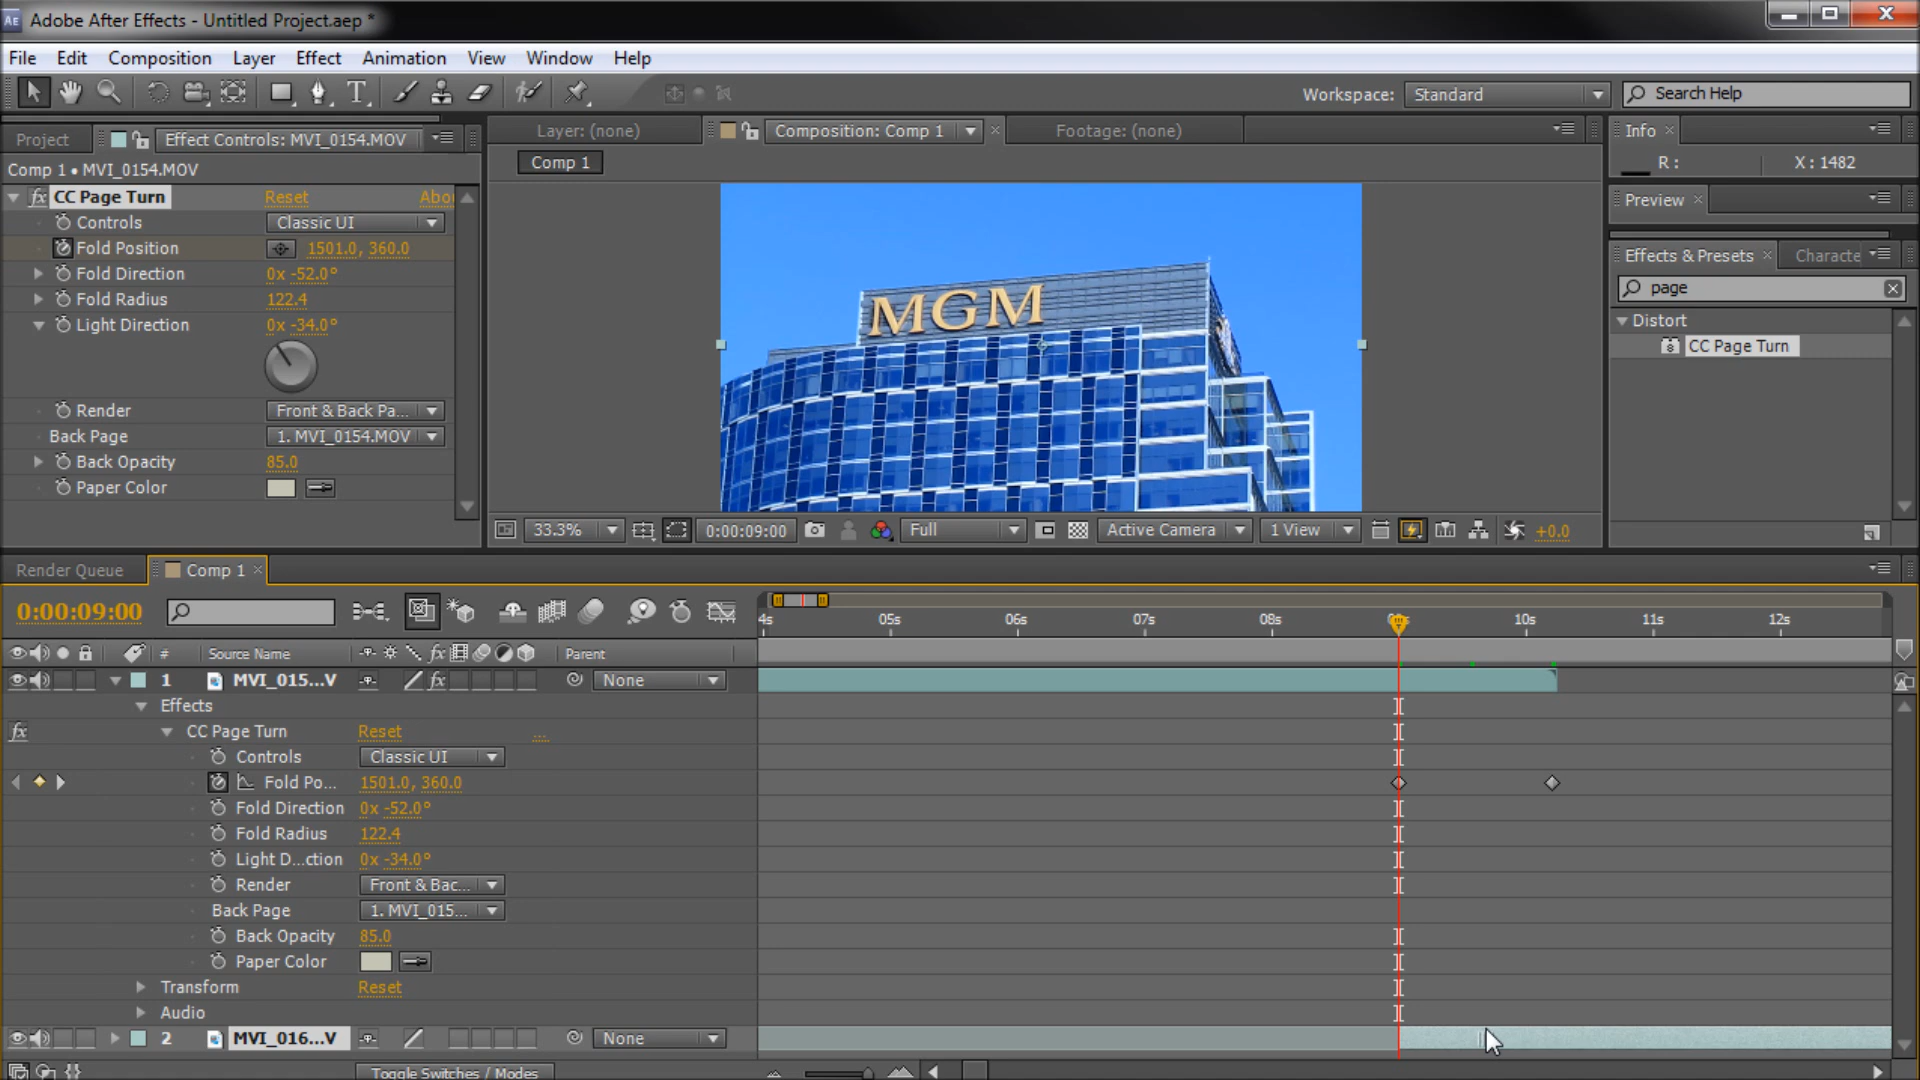 AE Adobe After Effects - Untitled Project.aep *
File Edit Composition Layer Effect Animation View Window Help
Workspace: Standard Search Help
Project Effect Controls: MVI_0154.MOV
Layer: (none) Composition: Comp 1 × Footage: (none)
Info ×
Comp 1 • MVI_0154.MOV
Comp 1
R : X : 1482
fx CC Page Turn Reset Abo
Preview ×
Controls Classic UI
Fold Position 1501.0, 360.0
Effects & Presets × Characte
Fold Direction 0x -52.0°
page
Fold Radius 122.4
Distort
Light Direction 0x -34.0°
CC Page Turn
MGM
Render Front & Back Pa...
Back Page 1. MVI_0154.MOV
Back Opacity 85.0
Paper Color
33.3% 0:00:09:00 Full Active Camera 1 View +0.0
Render Queue Comp 1 ×
0:00:09:00
4s 05s 06s 07s 08s 10s 11s 12s
# Source Name fx Parent
1 MVI_015...V fx None
Effects
fx CC Page Turn Reset ...
Controls Classic UI
Fold Po... 1501.0, 360.0
Fold Direction 0x -52.0°
Fold Radius 122.4
Light D...ction 0x -34.0°
Render Front & Bac...
Back Page 1. MVI_015...
Back Opacity 85.0
Paper Color
Transform Reset
Audio
2 MVI_016...V None
Toggle Switches / Modes